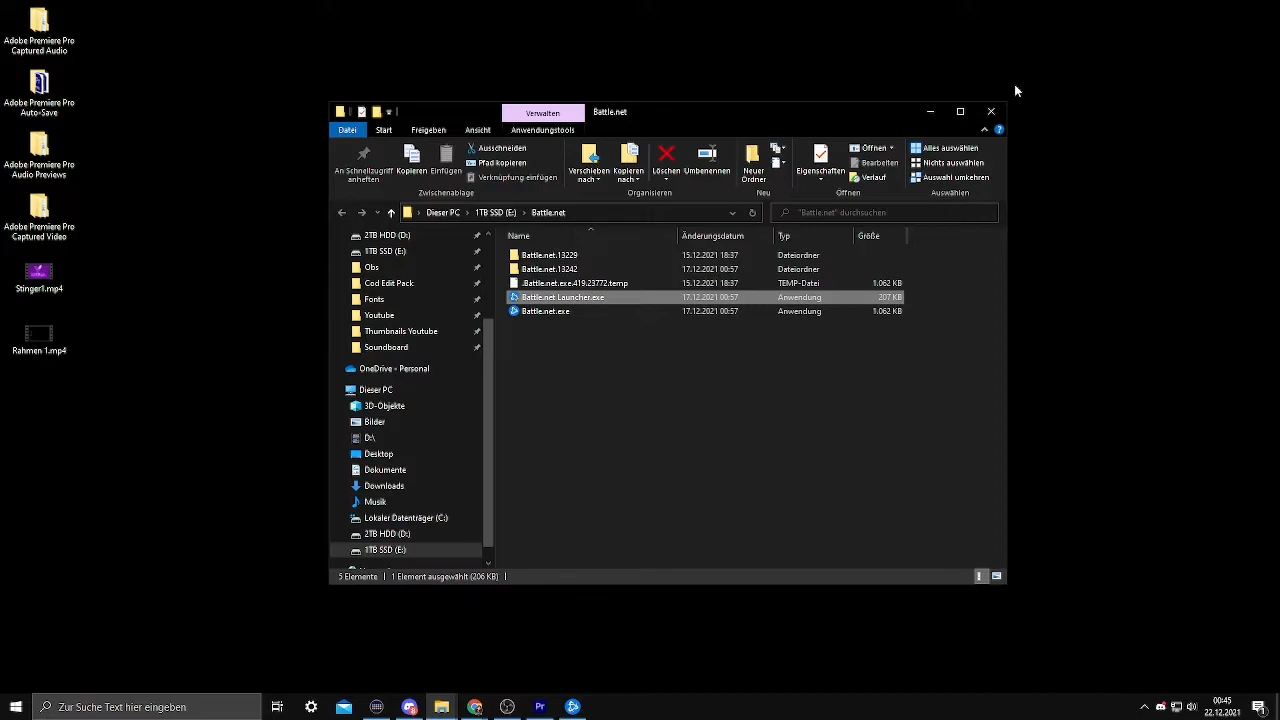 Adobe Premiere Pro
Captured Audio
Adobe Premiere Pro
Auto-Save
Adobe Premiere Pro
Audio Previews
Adobe Premiere Pro
Captured Video
Stinger1.mp4
Rahmen 1.mp4
Verwalten
Battle.net
Datei
Start
Freigeben
Ansicht
Anwendungstools
An Schnellzugriff
anheften
Kopieren
Einfügen
Ausschneiden
Pfad kopieren
Verknüpfung einfügen
Zwischenablage
Verschieben
nach
Kopieren
nach
Löschen
Umbenennen
Organisieren
Neuer
Ordner
Neu
Eigenschaften
Öffnen
Bearbeiten
Verlauf
Öffnen
Alles auswählen
Nichts auswählen
Auswahl umkehren
Auswählen
Dieser PC
1TB SSD (E:)
Battle.net
"Battle.net" durchsuchen
2TB HDD (D:)
1TB SSD (E:)
Obs
Cod Edit Pack
Fonts
Youtube
Thumbnails Youtube
Soundboard
OneDrive - Personal
Dieser PC
3D-Objekte
Bilder
D:\
Desktop
Dokumente
Downloads
Musik
Lokaler Datenträger (C:)
2TB HDD (D:)
1TB SSD (E:)
Name Änderungsdatum Typ Größe
Battle.net.13229 15.12.2021 18:37 Dateiordner
Battle.net.13242 17.12.2021 00:57 Dateiordner
.Battle.net.exe.419.23772.temp 15.12.2021 18:37 TEMP-Datei 1.062 KB
Battle.net Launcher.exe 17.12.2021 00:57 Anwendung 207 KB
Battle.net.exe 17.12.2021 00:57 Anwendung 1.062 KB
5 Elemente 1 Element ausgewählt (206 KB)
Zur Suche Text hier eingeben
Pr
00:45
22.12.2021